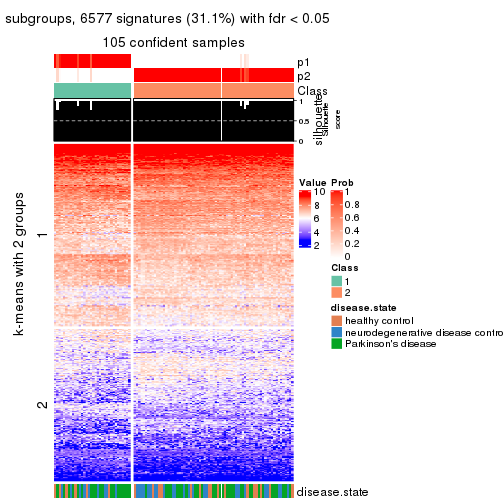 subgroups, 6577 signatures (31.1%) with fdr < 0.05
105 confident samples
p1
p2
Class
1
0.5
0
silhouette
Silhouette
score
k-means with 2 groups
1
2
Value
10
8
6
4
2
Prob
1
0.8
0.6
0.4
0.2
0
Class
1
2
disease.state
healthy control
neurodegenerative disease contro
Parkinson's disease
disease.state